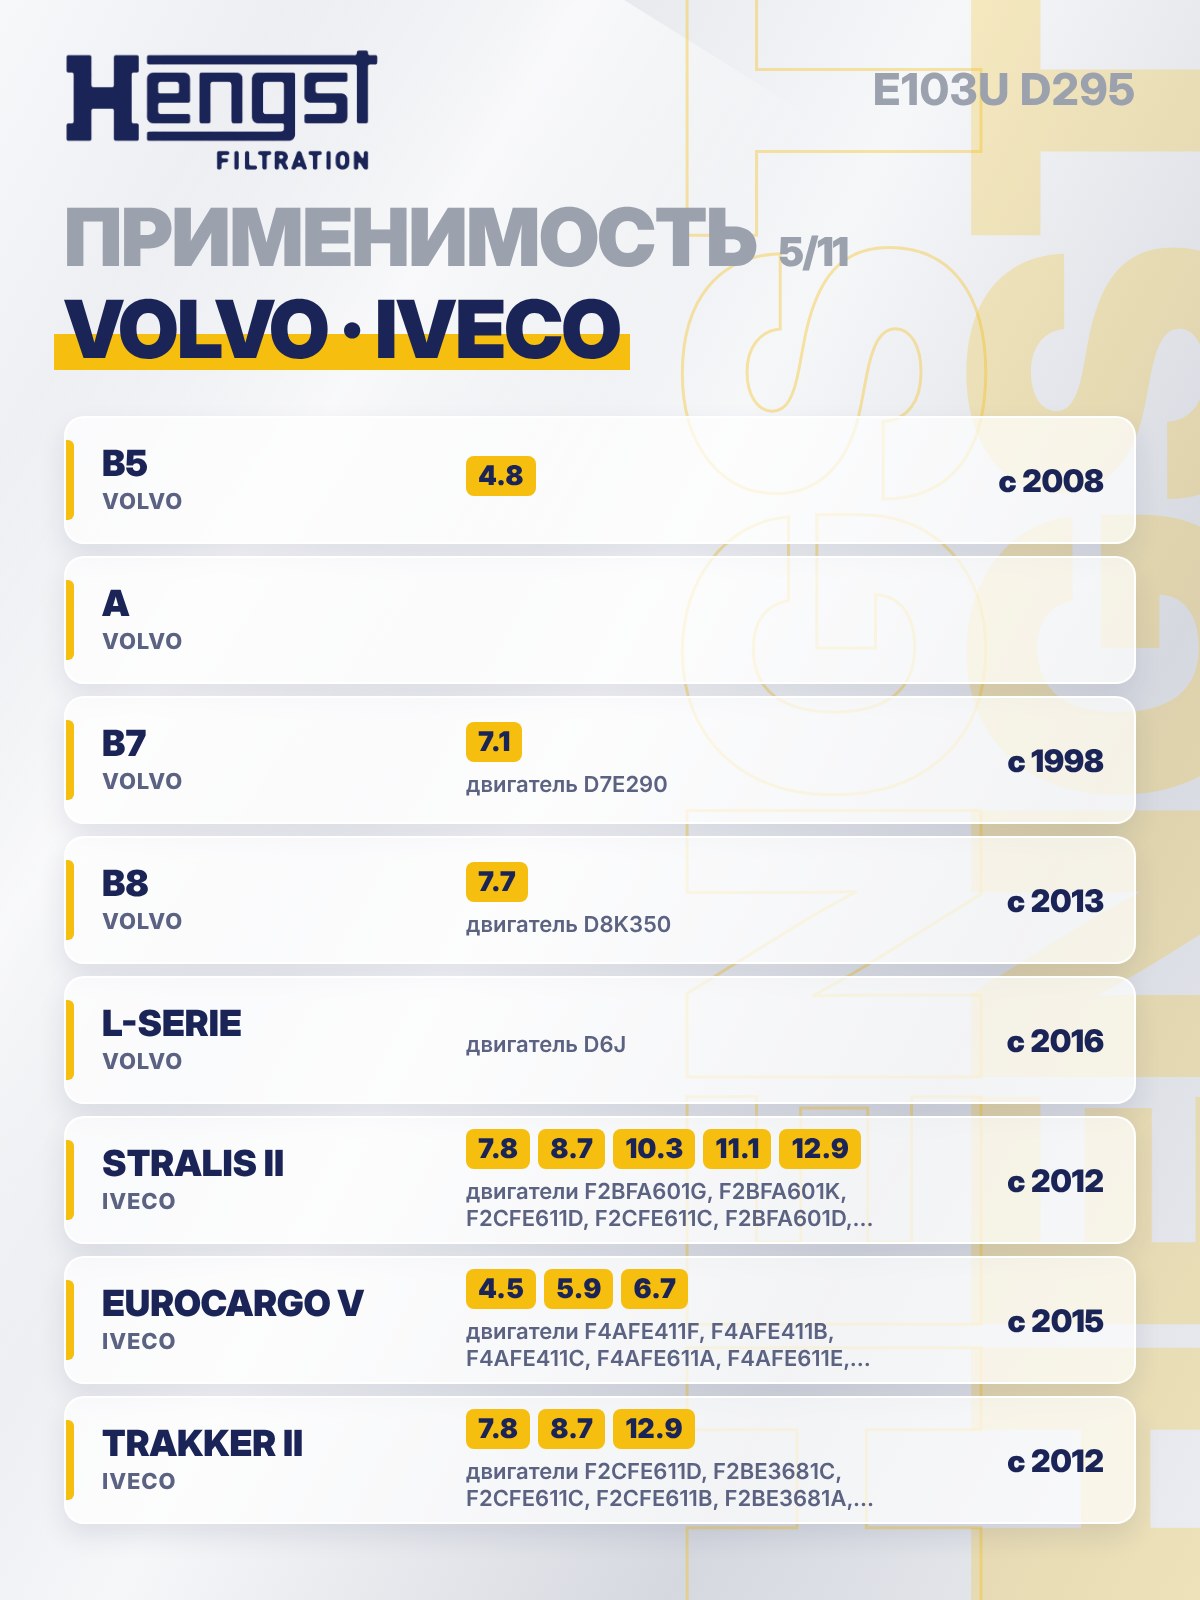 Hengst
FILTRATION
E103U D295
ПРИМЕНИМОСТЬ 5/11
VOLVO · IVECO
B5
VOLVO
4.8
с 2008
A
VOLVO
B7
VOLVO
7.1
двигатель D7E290
с 1998
B8
VOLVO
7.7
двигатель D8K350
с 2013
L-SERIE
VOLVO
двигатель D6J
с 2016
STRALIS II
IVECO
7.8 8.7 10.3 11.1 12.9
двигатели F2BFA601G, F2BFA601K,
F2CFE611D, F2CFE611C, F2BFA601D,...
с 2012
EUROCARGO V
IVECO
4.5 5.9 6.7
двигатели F4AFE411F, F4AFE411B,
F4AFE411C, F4AFE611A, F4AFE611E,...
с 2015
TRAKKER II
IVECO
7.8 8.7 12.9
двигатели F2CFE611D, F2BE3681C,
F2CFE611C, F2CFE611B, F2BE3681A,...
с 2012
HENGST
HENGST